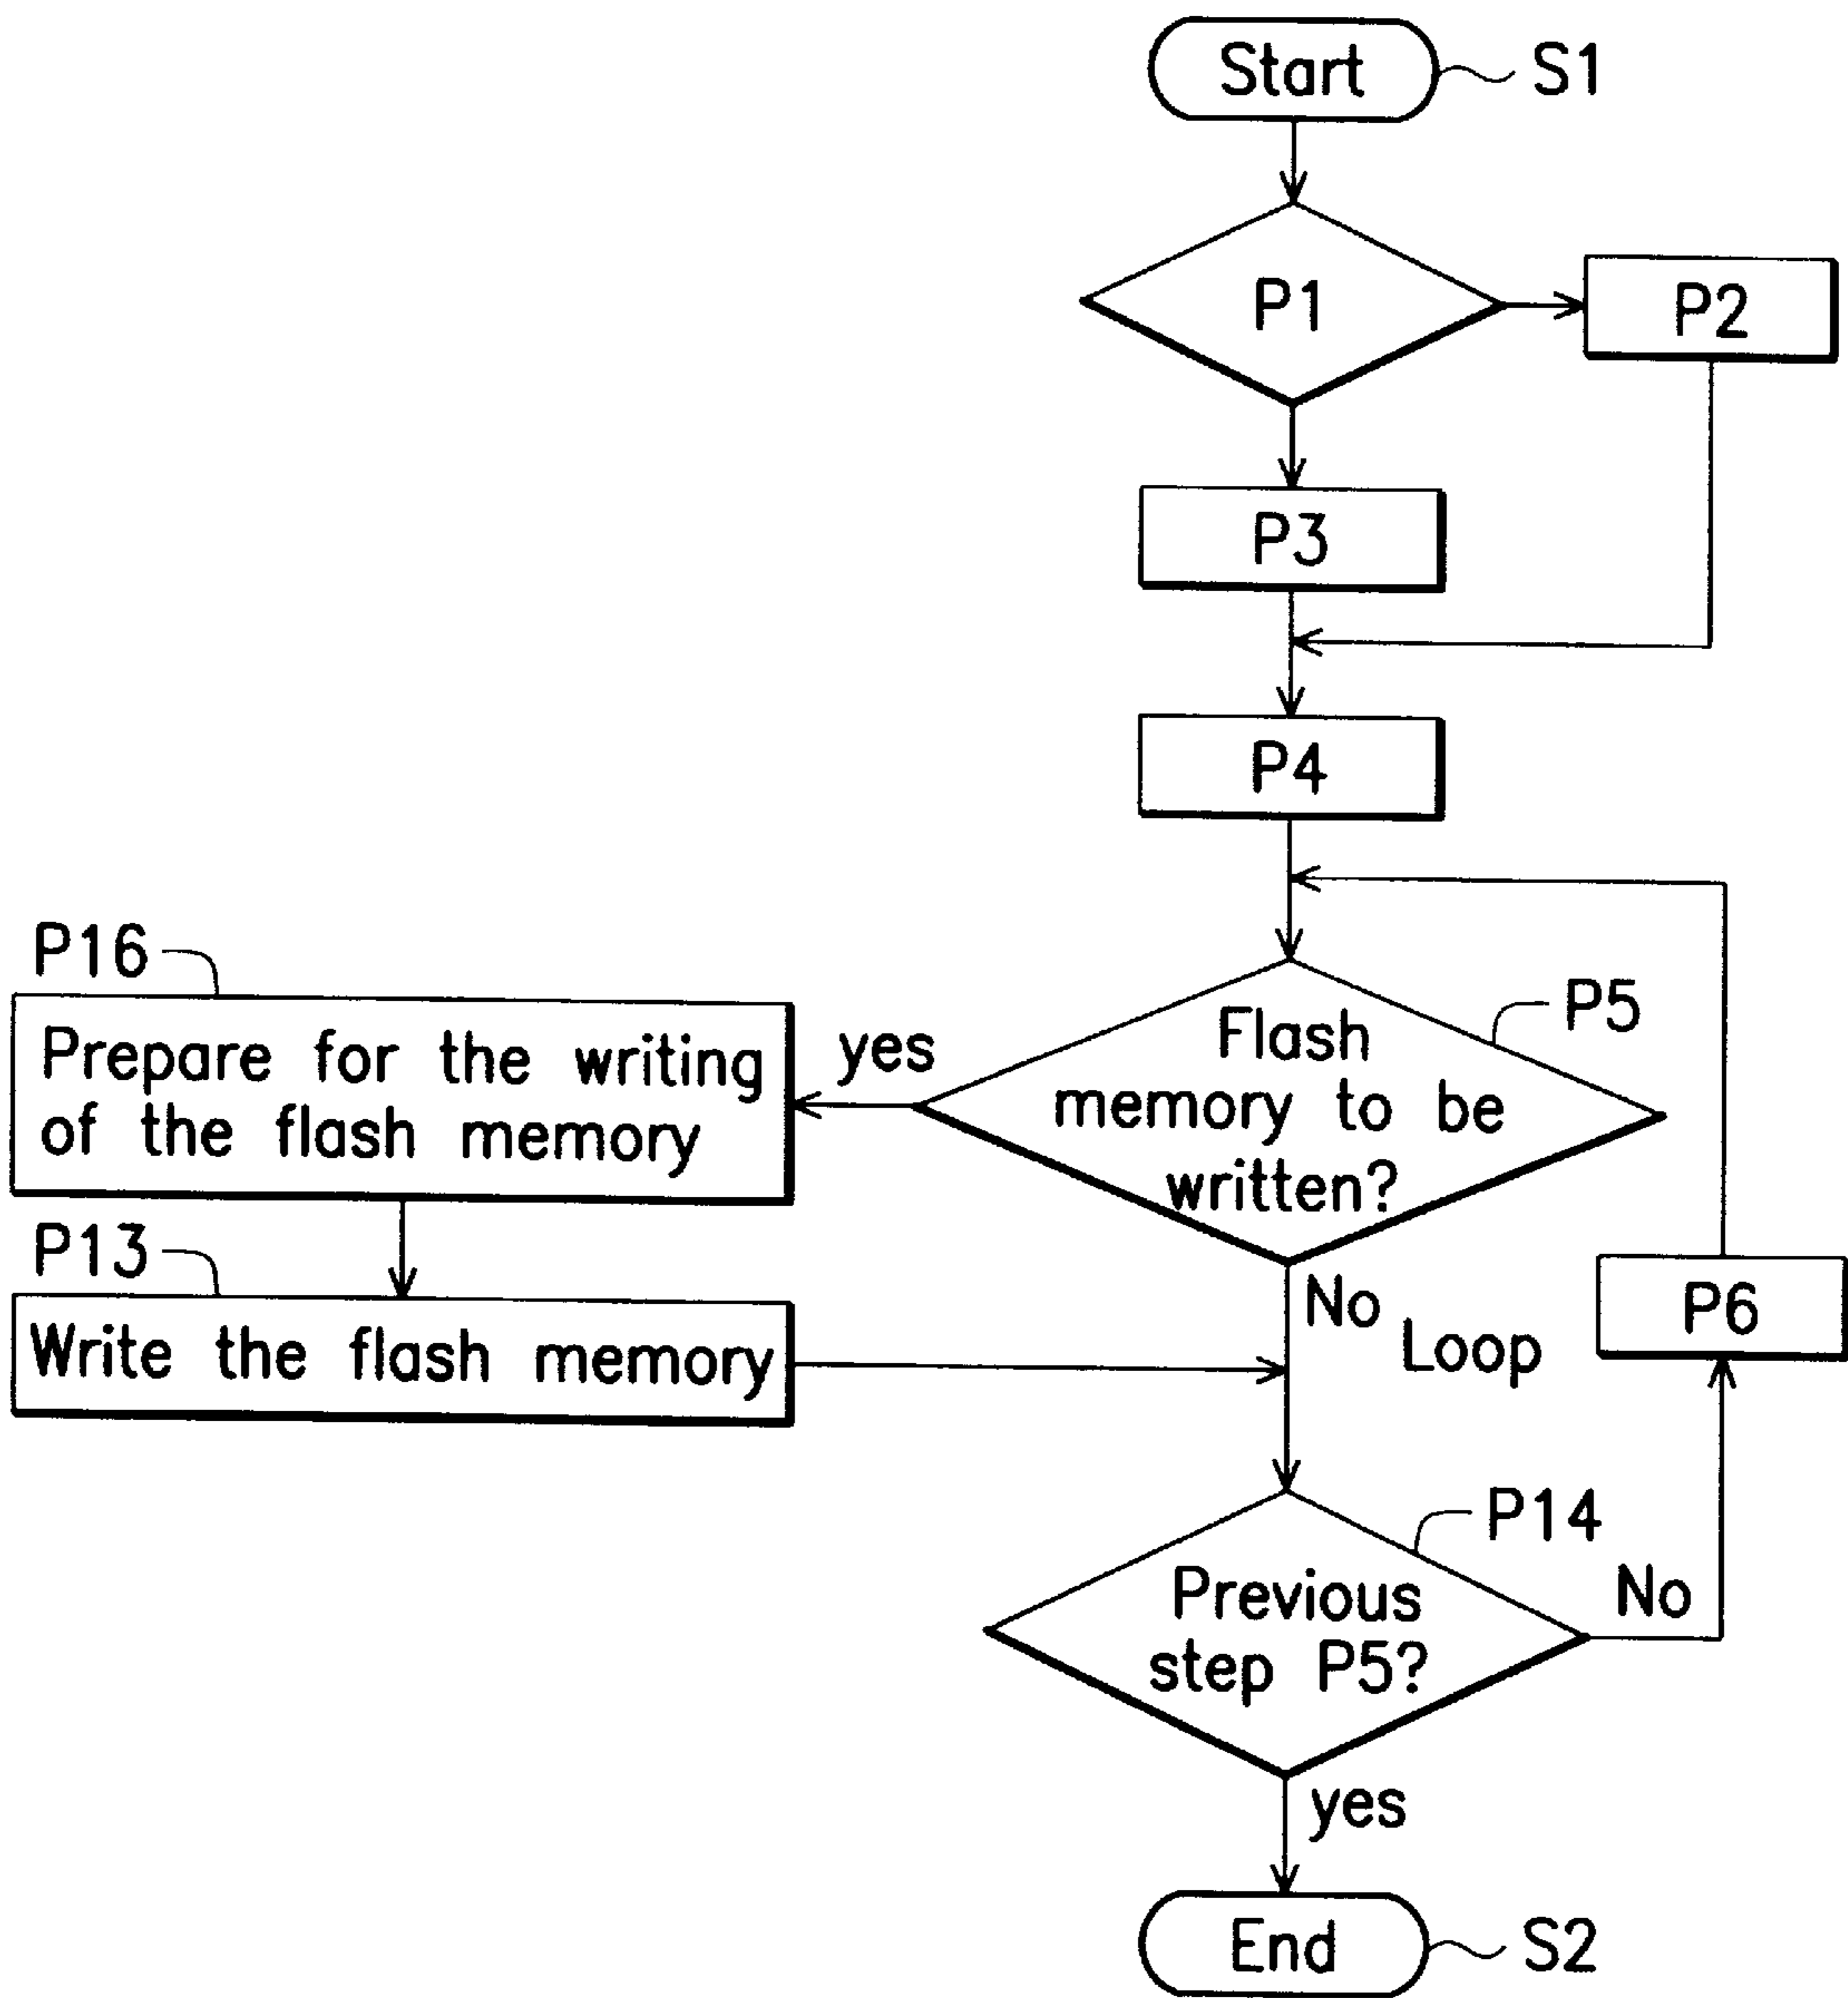 Start
S1
P1
P2
P3
P4
P16
P5
Prepare for the writing
of the flash memory
yes
Flash
memory to be
written?
P13
Write the flash memory
No
Loop
P6
P14
Previous
step P5?
No
yes
End
S2